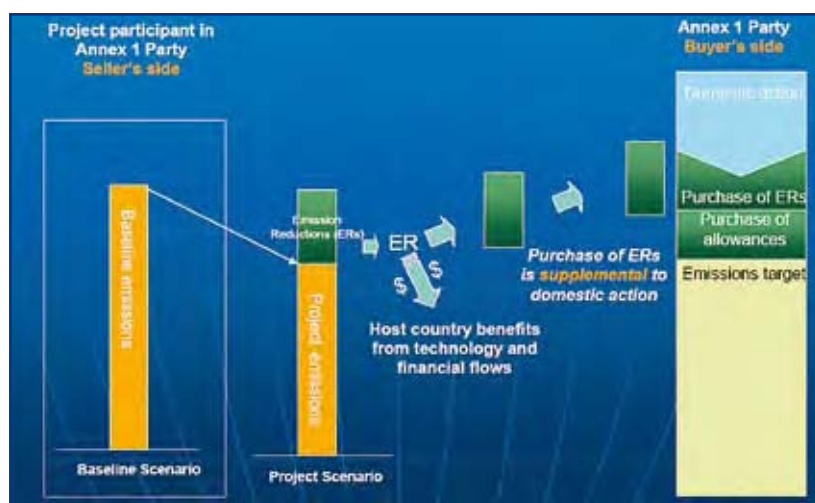 Project participant in
Annex 1 Party
Seller's side
Annex 1 Party
Buyer's side
Domestic action
Baseline emissions
Emission
Reductions (ERs)
Project emissions
ER
$
$
Host country benefits
from technology and
financial flows
Purchase of ERs
is supplemental to
domestic action
Purchase of ERs
Purchase of
allowances
Emissions target
Baseline Scenario
Project Scenario